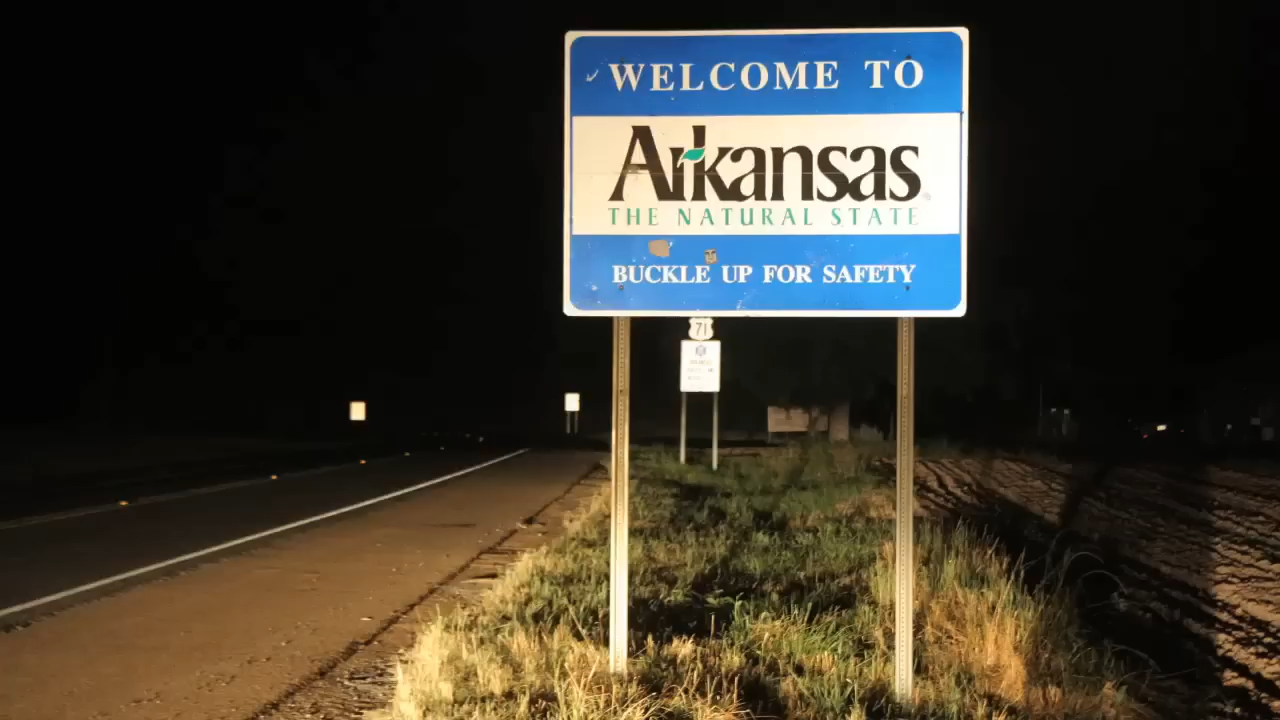 WELCOME TO
Arkansas
THE NATURAL STATE
BUCKLE UP FOR SAFETY
71